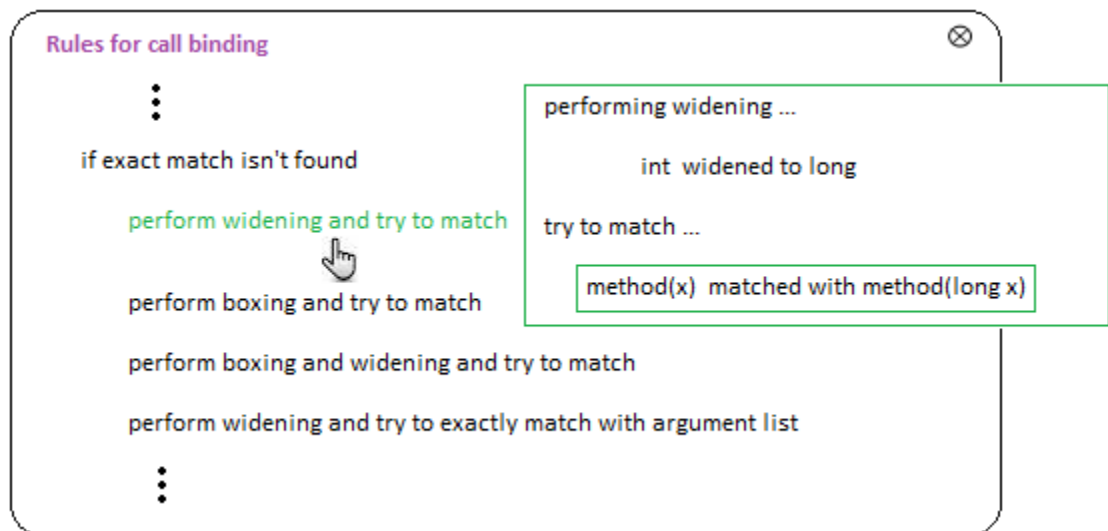 Rules for call binding
if exact match isn't found
perform widening and try to match
perform boxing and try to match
perform boxing and widening and try to match
perform widening and try to exactly match with argument list
performing widening ...
int widened to long
try to match ...
method(x) matched with method(long x)